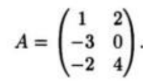 A = \begin{pmatrix} 1 & 2 \\ -3 & 0 \\ -2 & 4 \end{pmatrix}.